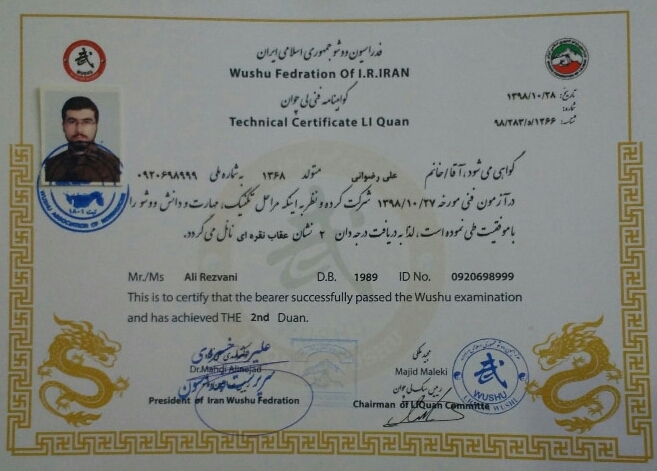 فدراسیون ووشو جمهوری اسلامی ایران
Wushu Fedration Of I.R.IRAN
گواهینامه فنی لی چوان
Technical Certificate LI Quan
تاریخ: ۱۳۹۸/۱۰/۲۸
شماره:
۹۸/۲۸۳/۵/۱۲۶۶
گواهی می شود، آقا/خانم علی رضوانی متولد ۱۳۶۸ به شماره ملی ۰۹۲۰۶۹۸۹۹۹
در آزمون فنی مورخه ۱۳۹۸/۱۰/۲۷ شرکت کرده و نظر به اینکه مراحل تکنیک، مهارت و دانش ووشو را
با موفقیت طی نموده است، لذا به دریافت درجه دان ۲ نشان عقاب نقره ای نائل می گردد.
Mr./Ms Ali Rezvani D.B. 1989 ID No. 0920698999
This is to certify that the bearer successfully passed the Wushu examination
and has achieved THE 2nd Duan.
Dr.Mahdi Alinejad
President of Iran Wushu Fedration
مجید ملکی
Majid Maleki
Chairman of LIQuan Committe
武
WUSHU
武
WUSHU